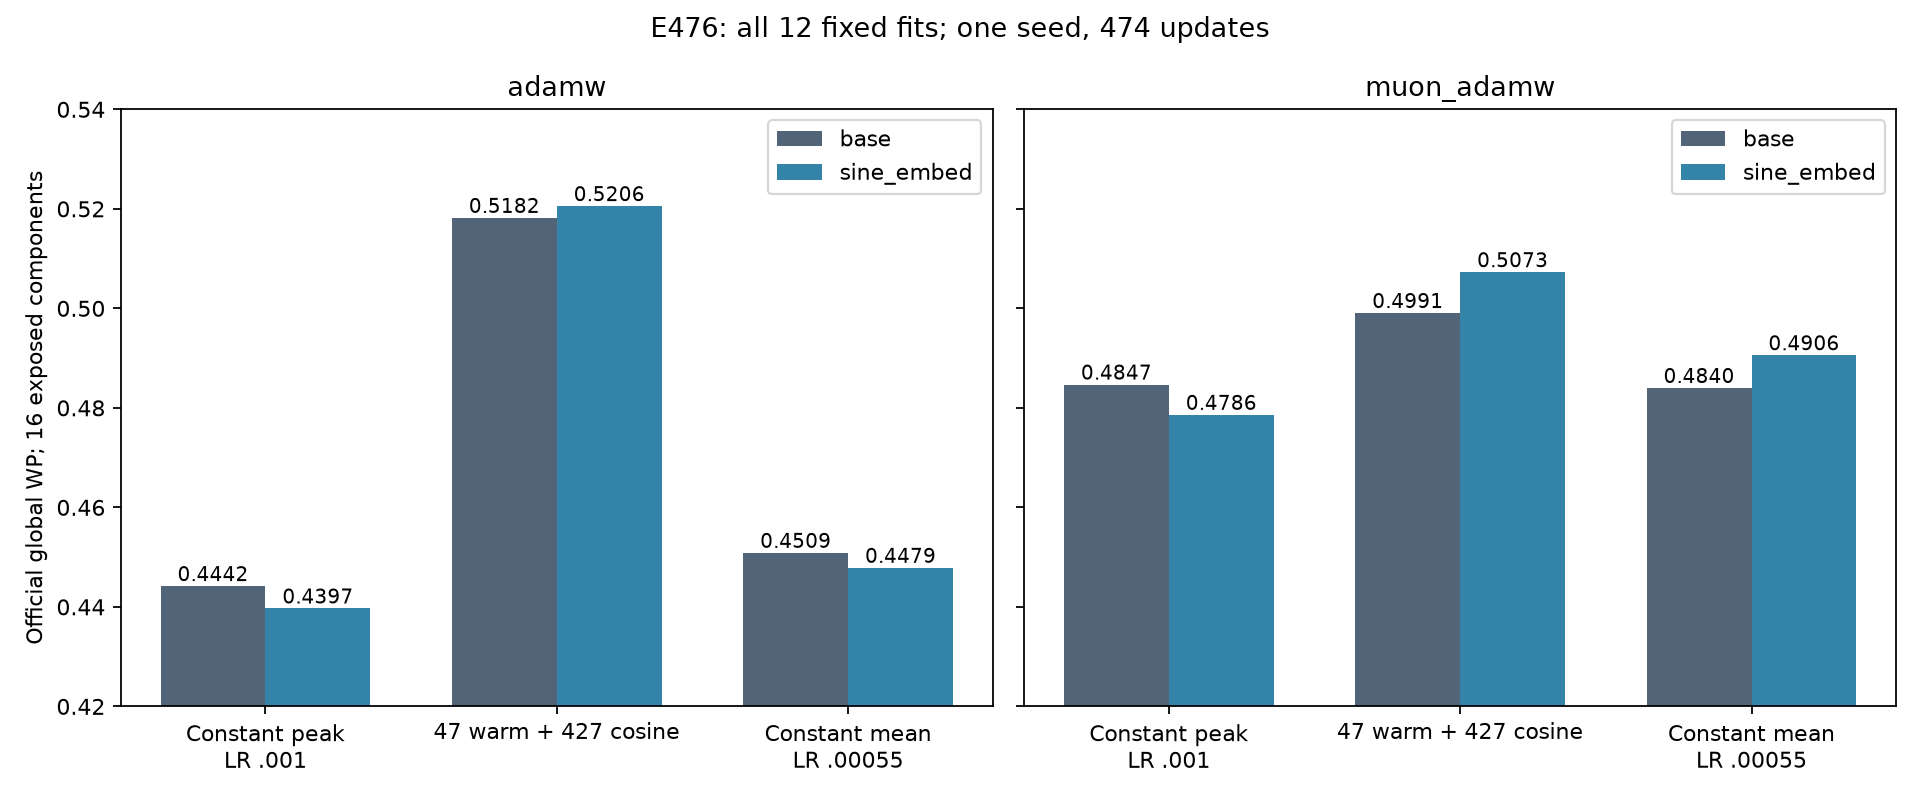 E476: all 12 fixed fits; one seed, 474 updates
adamw
Official global WP; 16 exposed components
0.54
0.52
0.50
0.48
0.46
0.44
0.42
base
sine_embed
0.4442
0.4397
0.5182
0.5206
0.4509
0.4479
Constant peak
LR .001
47 warm + 427 cosine
Constant mean
LR .00055
muon_adamw
base
sine_embed
0.4847
0.4786
0.4991
0.5073
0.4840
0.4906
Constant peak
LR .001
47 warm + 427 cosine
Constant mean
LR .00055